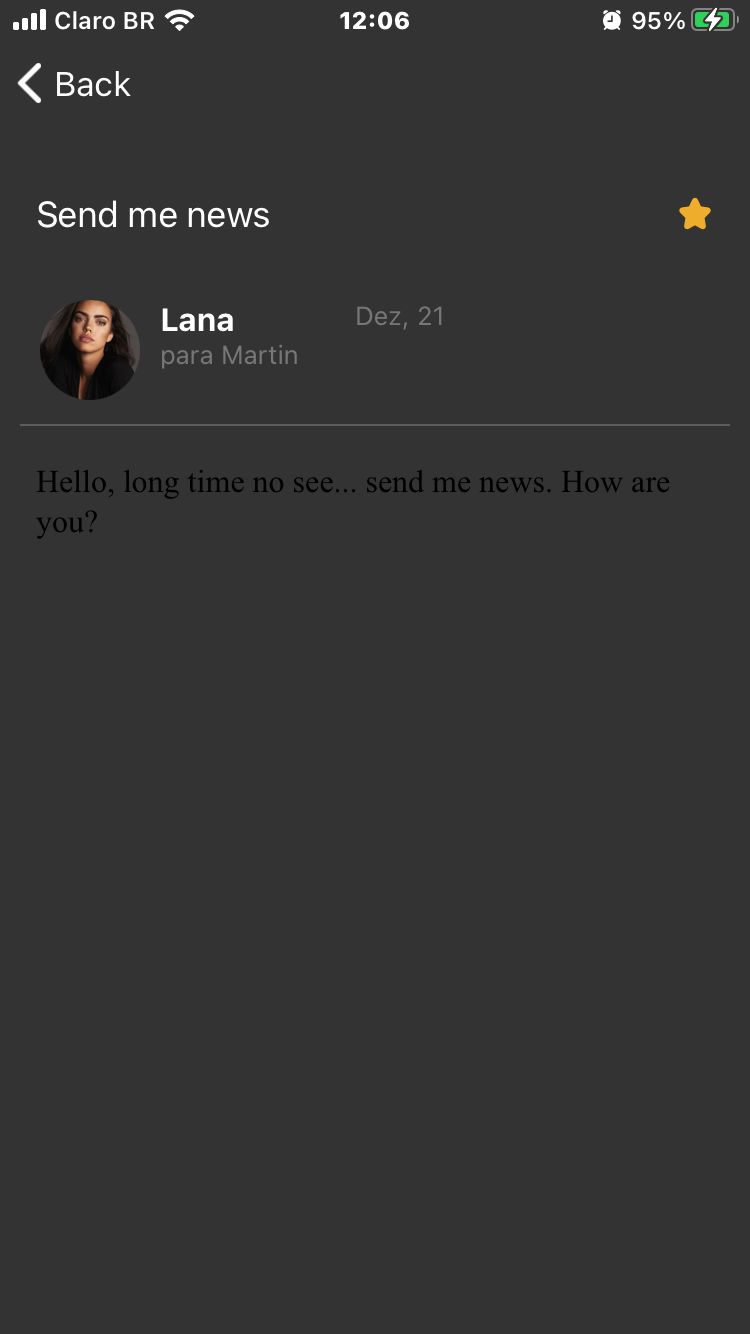 Claro BR 12:06 95%
Back
Send me news
Lana Dez, 21
para Martin
Hello, long time no see... send me news. How are
you?